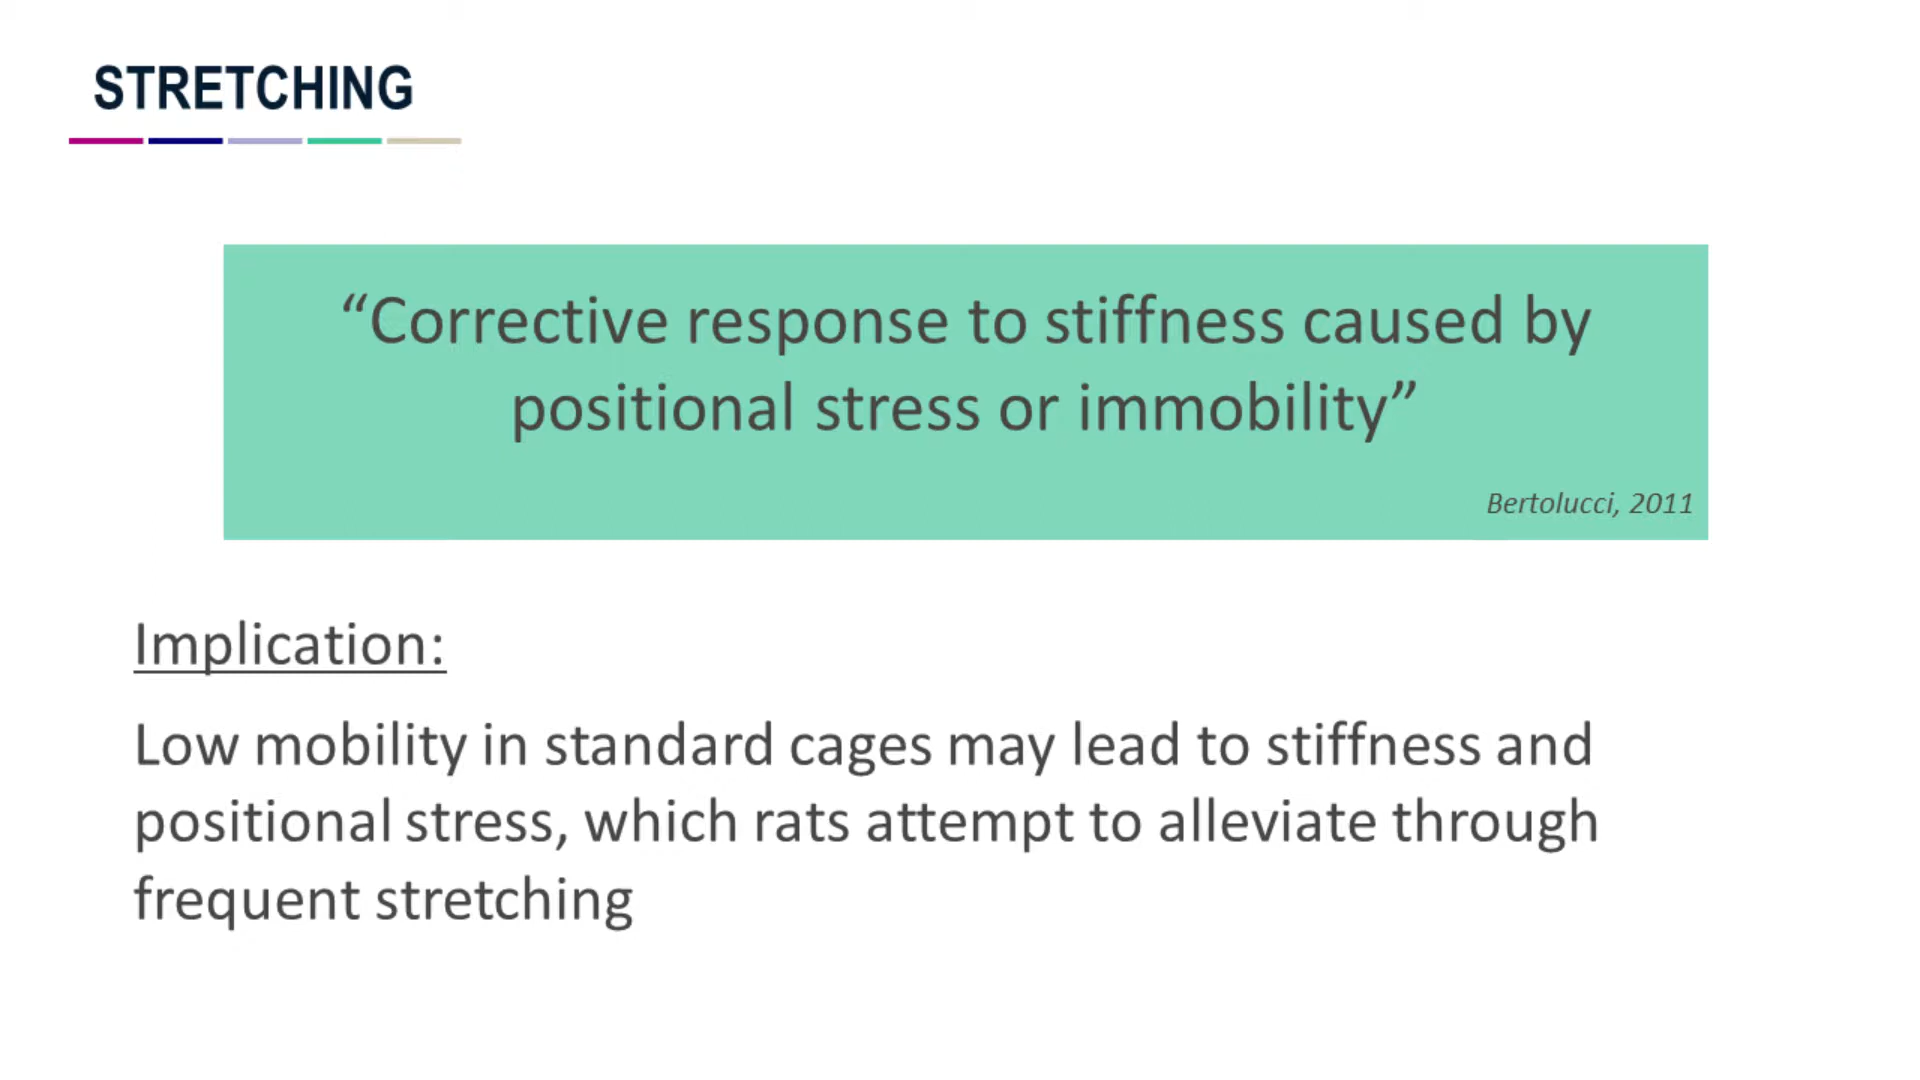 STRETCHING
“Corrective response to stiffness caused by
positional stress or immobility”
Bertolucci, 2011
Implication:
Low mobility in standard cages may lead to stiffness and
positional stress, which rats attempt to alleviate through
frequent stretching